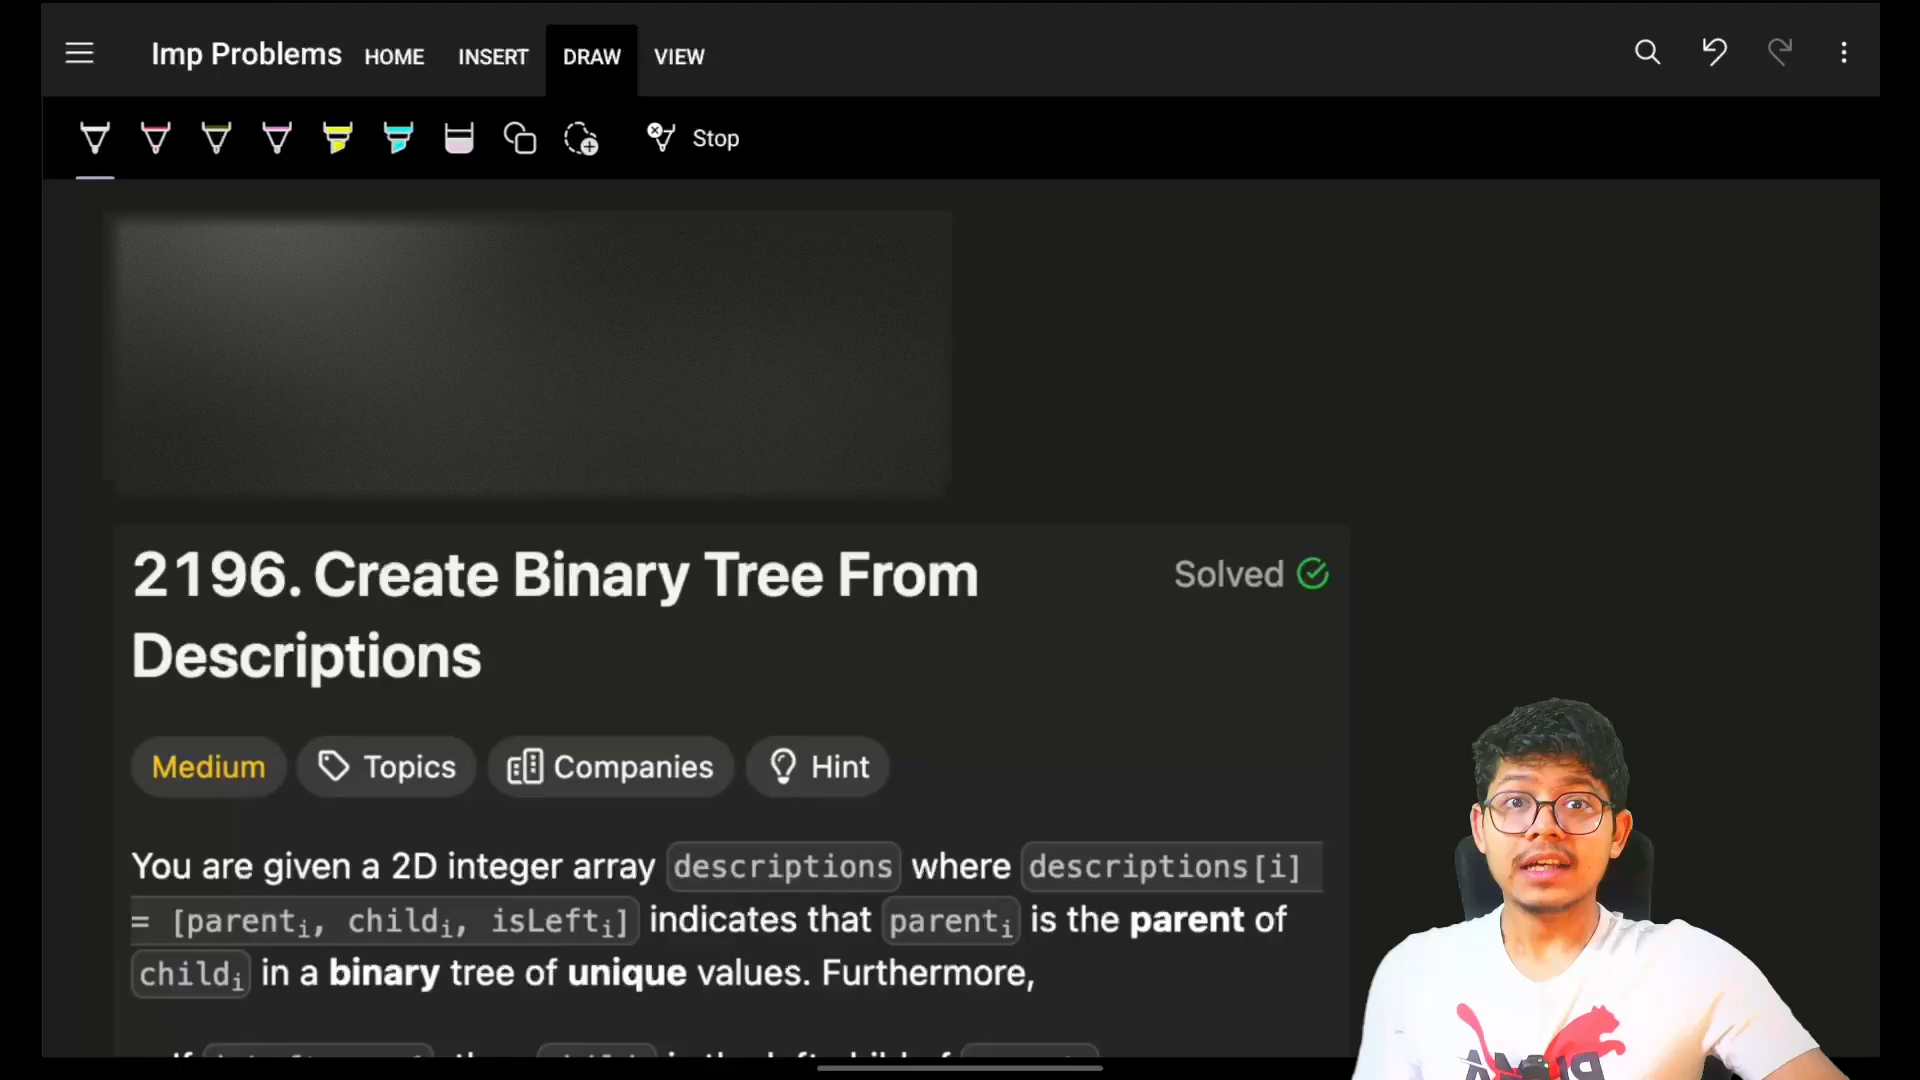 Imp Problems HOME INSERT DRAW VIEW
Stop
2196. Create Binary Tree From
Descriptions
Solved
Medium Topics Companies Hint
You are given a 2D integer array descriptions where descriptions[i]
= [parentᵢ, childᵢ, isLeftᵢ] indicates that parentᵢ is the parent of
childᵢ in a binary tree of unique values. Furthermore,